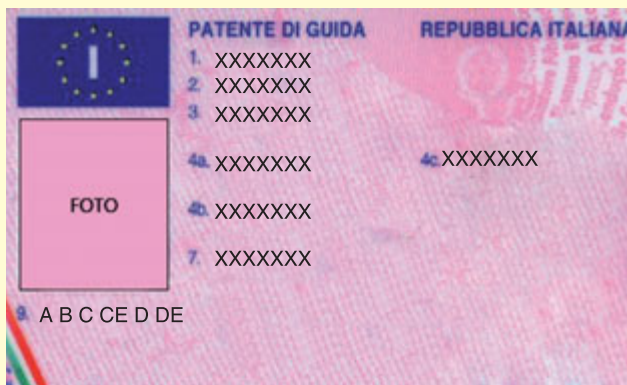 I
PATENTE DI GUIDA REPUBBLICA ITALIANA
1. XXXXXXX
2. XXXXXXX
3. XXXXXXX
4a. XXXXXXX 4c. XXXXXXX
FOTO
4b. XXXXXXX
7. XXXXXXX
9. A B C CE D DE